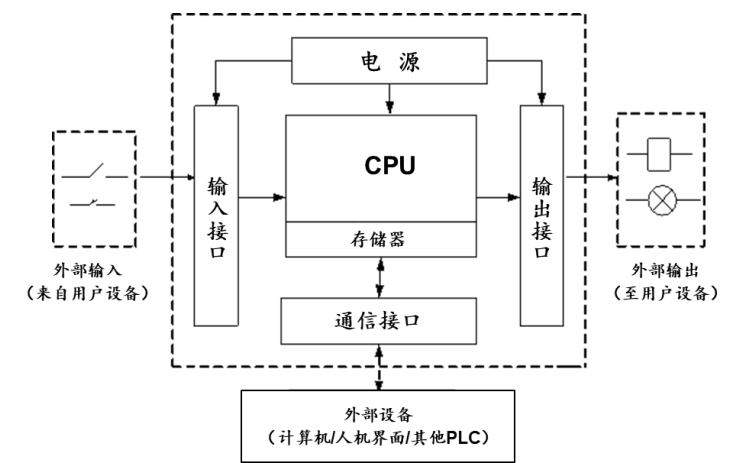 电 源
CPU
存储器
输入接口
输出接口
通信接口
外部输入
（来自用户设备）
外部输出
（至用户设备）
外部设备
（计算机/人机界面/其他PLC）